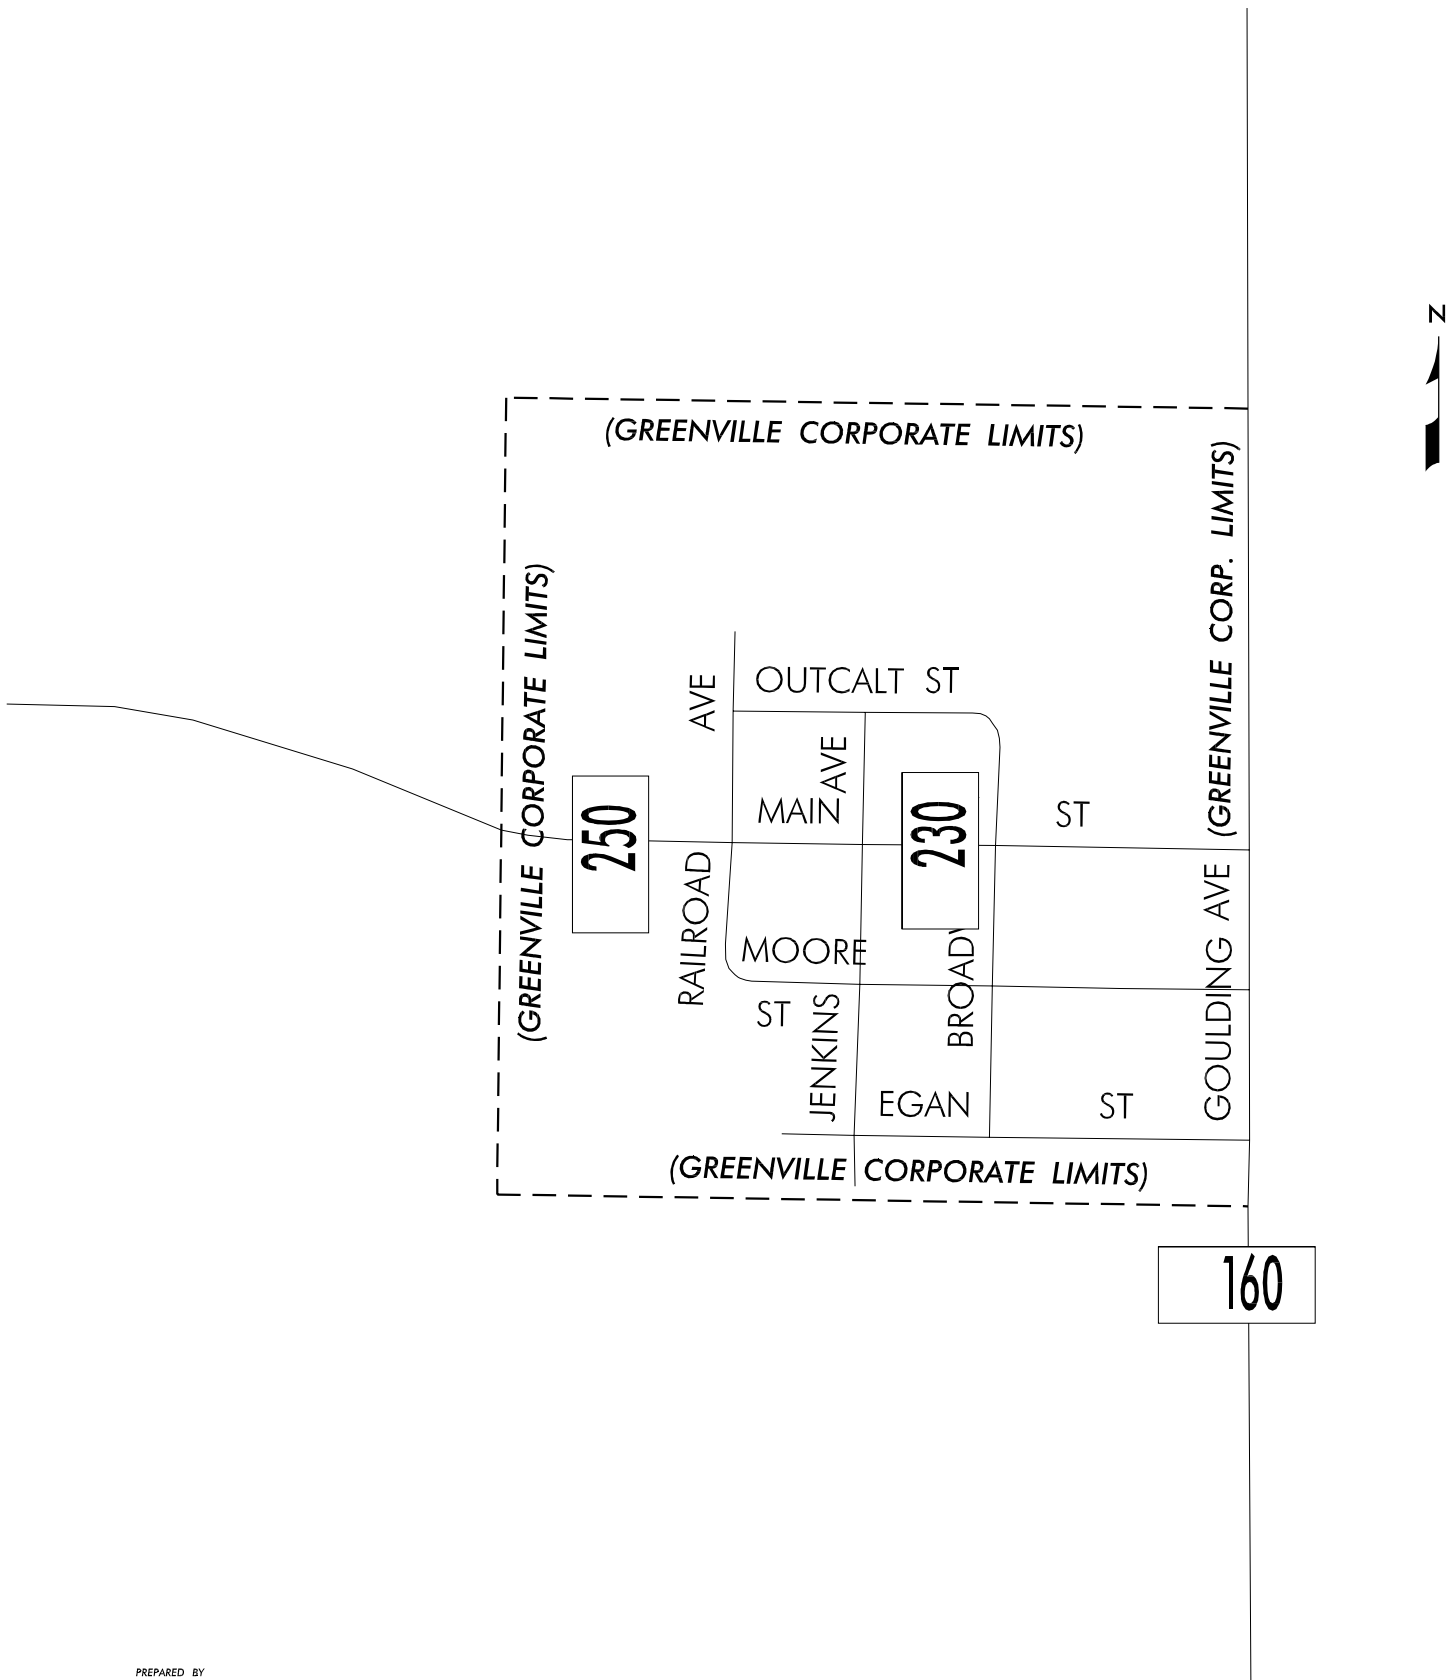 N
(GREENVILLE CORPORATE LIMITS)
(GREENVILLE CORP. LIMITS)
(GREENVILLE CORPORATE LIMITS)
OUTCALT ST
RAILROAD AVE
JENKINS AVE
MAIN ST
250
230
GOULDING AVE
MOORE ST
BROAD
EGAN ST
(GREENVILLE CORPORATE LIMITS)
160
PREPARED BY